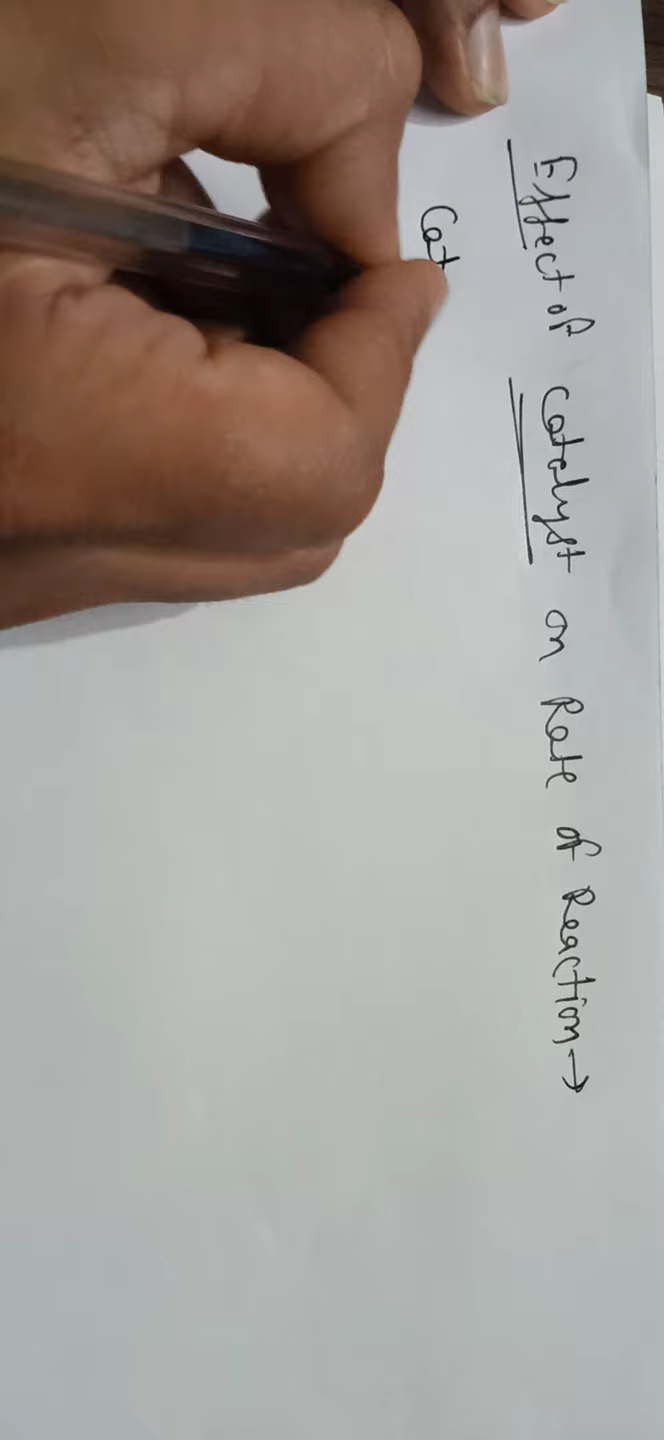 Effect of Catalyst on Rate of Reaction →
Cat